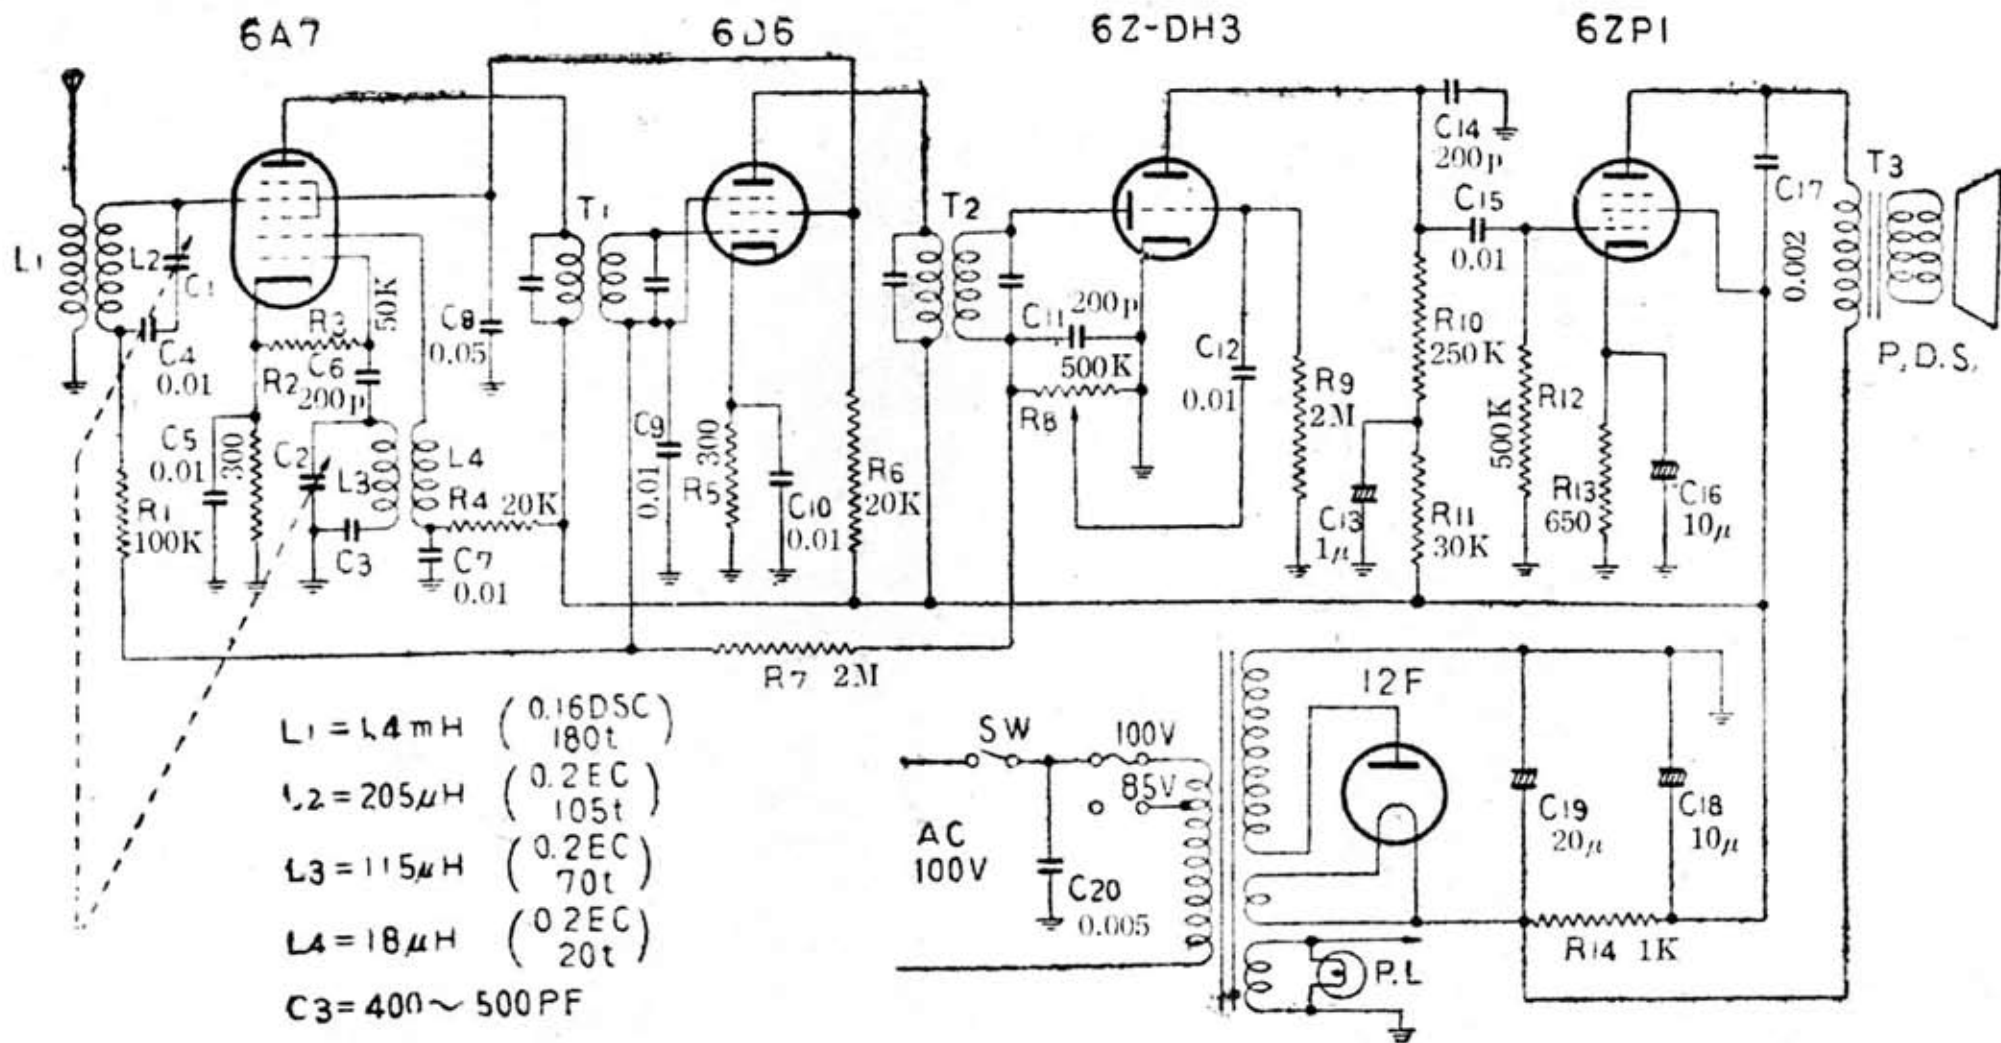 6A7
6D6
6Z-DH3
6ZP1
L1
L2
C1
C4
0.01
R3
50K
R2
C6
200p
C5
0.01
300
C2
L3
C3
L4
R4 20K
C7
0.01
R1
100K
C8
0.05
T1
C9
0.01
R5
300
C10
0.01
R6
20K
R7 2M
T2
C11
200p
500K
R8
C12
0.01
R9
2M
C14
200p
C15
0.01
R10
250K
C13
1μ
R11
30K
R12
500K
R13
650
C16
10μ
C17
0.002
T3
P.D.S.
L1 = 1.4mH (0.16DSC
180t)
L2 = 205μH (0.2EC
105t)
L3 = 115μH (0.2EC
70t)
L4 = 18μH (0.2EC
20t)
C3 = 400~500PF
SW
100V
85V
AC
100V
C20
0.005
12F
P.L
C19
20μ
C18
10μ
R14 1K